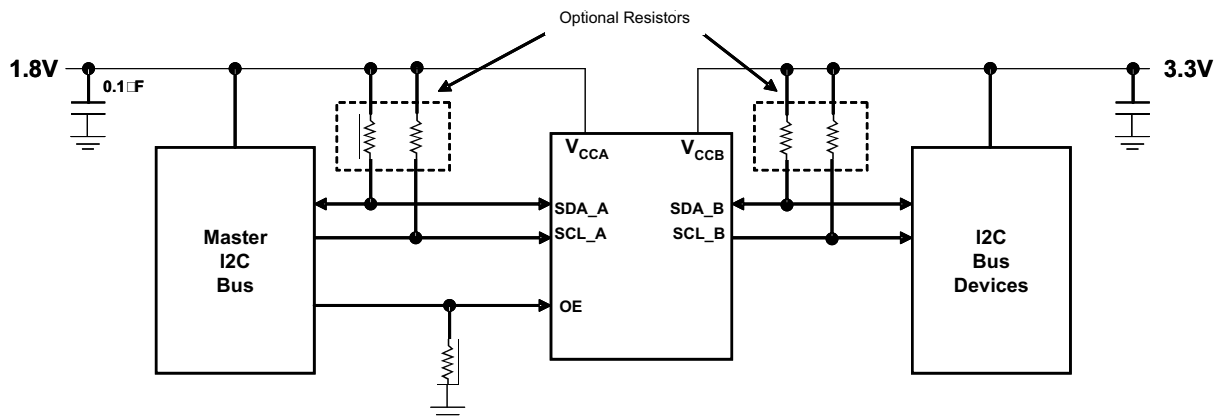 Optional Resistors
1.8V
0.1□F
3.3V
VCCA
VCCB
SDA_A
SDA_B
SCL_A
SCL_B
OE
Master
I2C
Bus
I2C
Bus
Devices